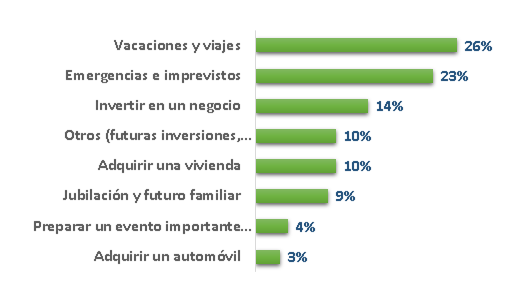 Vacaciones y viajes 26%
Emergencias e imprevistos 23%
Invertir en un negocio 14%
Otros (futuras inversiones,... 10%
Adquirir una vivienda 10%
Jubilación y futuro familiar 9%
Preparar un evento importante... 4%
Adquirir un automóvil 3%